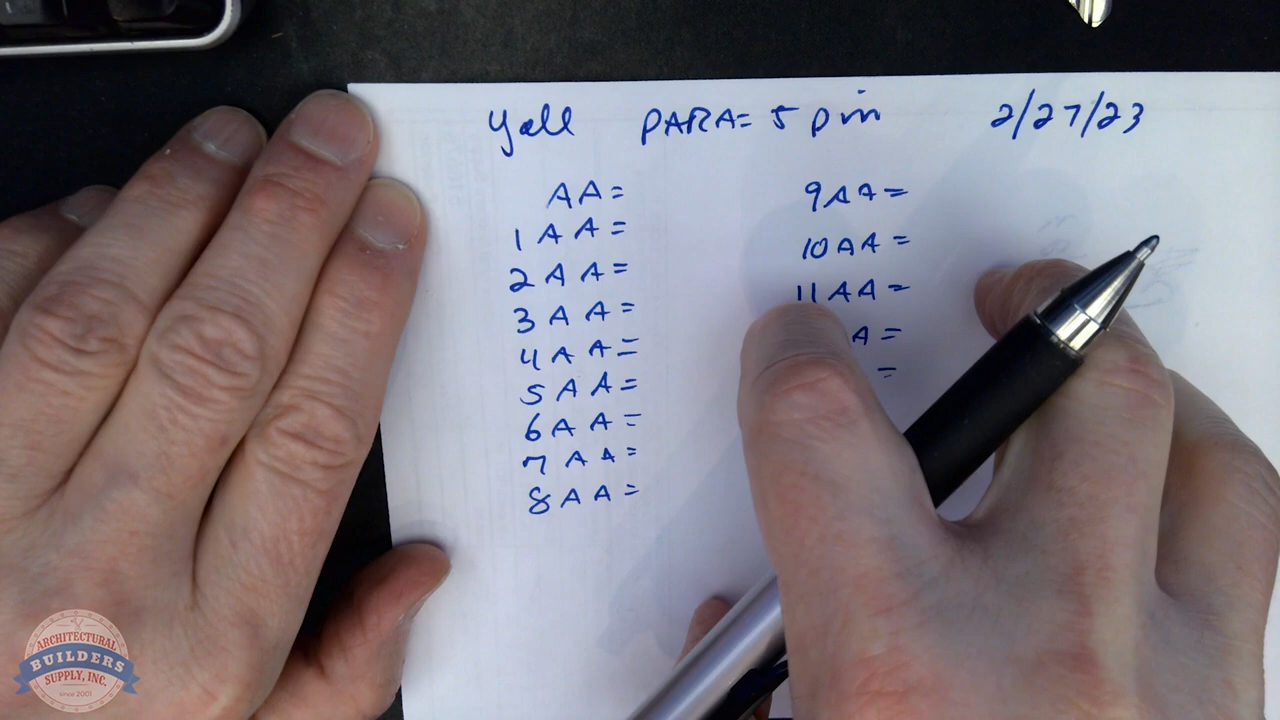 yall PARA= 5 pin 2/27/23
AA=
1AA=
2AA=
3AA=
4AA=
5AA=
6AA=
7AA=
8AA=
9AA=
10AA=
11AA=
A=
=
ARCHITECTURAL
BUILDERS
SUPPLY, INC.
since 2001